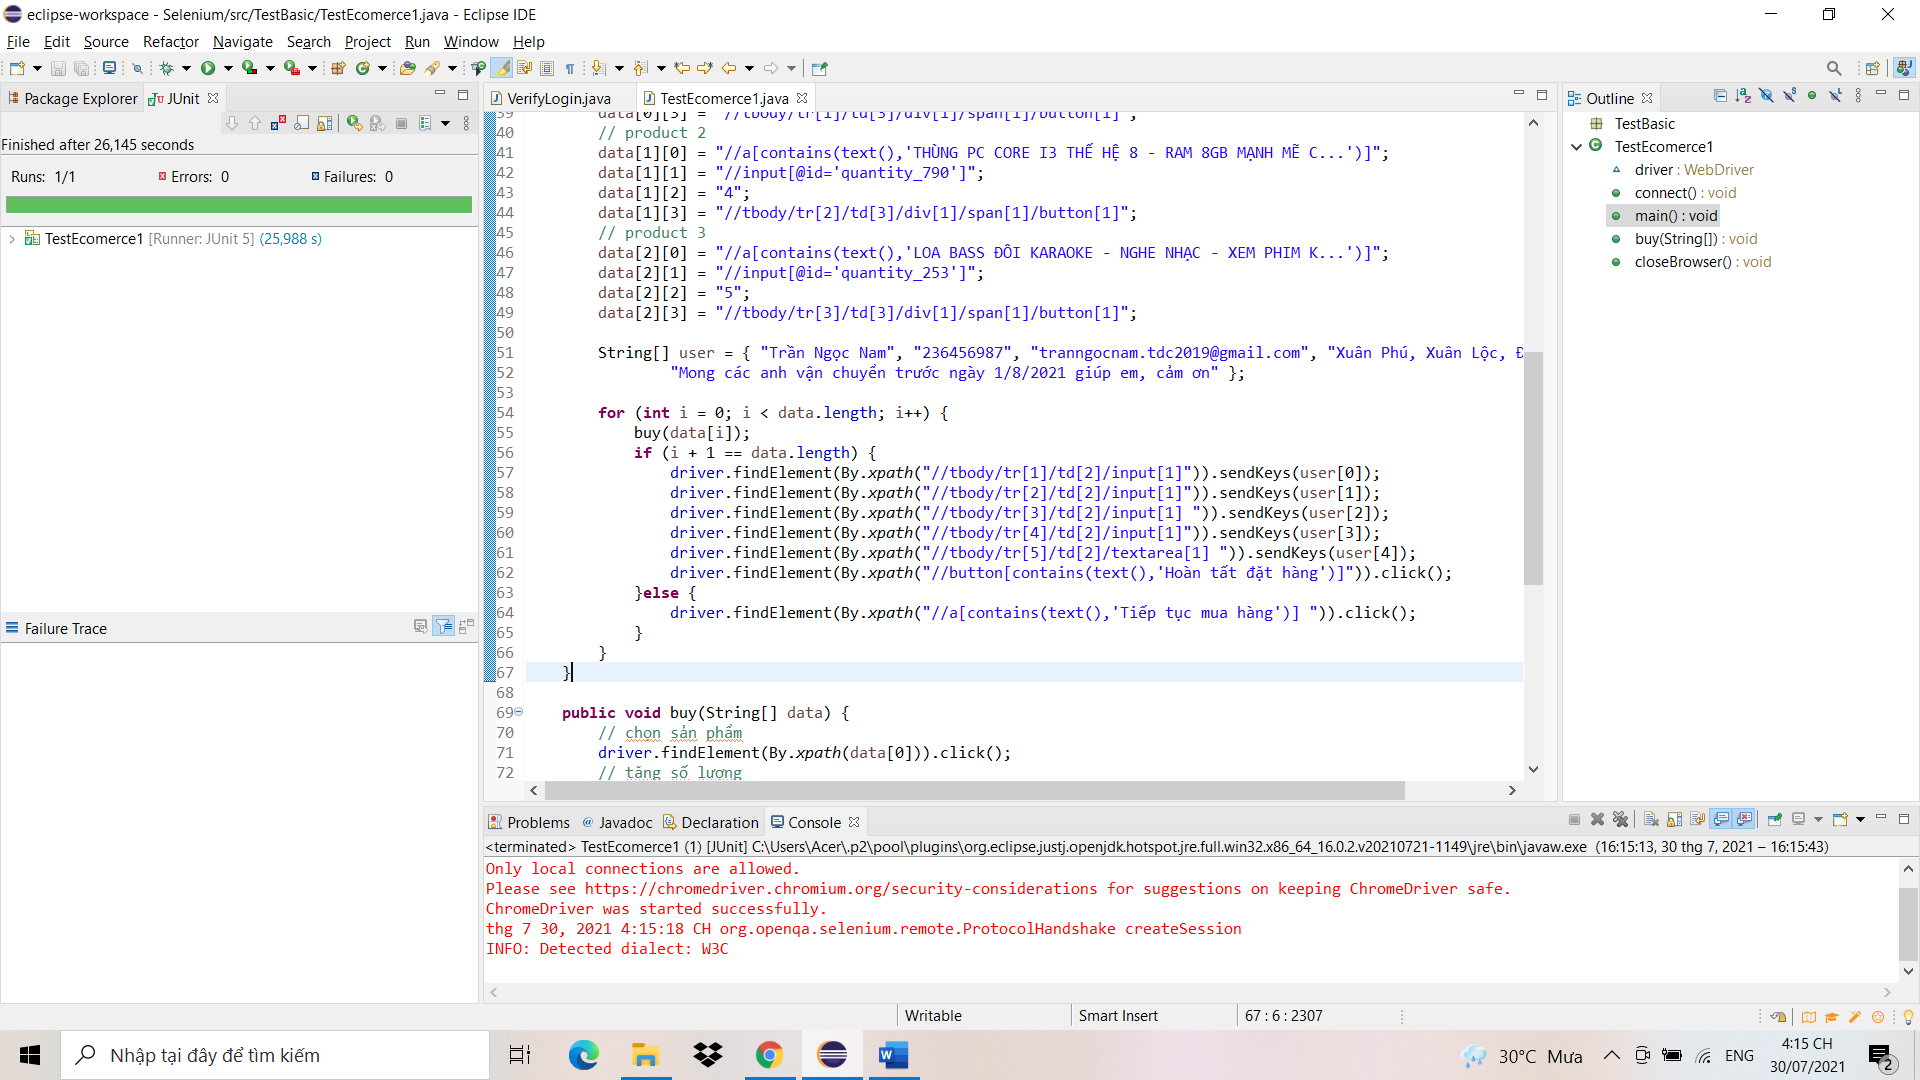 eclipse-workspace - Selenium/src/TestBasic/TestEcomerce1.java - Eclipse IDE
File Edit Source Refactor Navigate Search Project Run Window Help
Package Explorer JUnit
Finished after 26,145 seconds
Runs: 1/1 Errors: 0 Failures: 0
TestEcomerce1 [Runner: JUnit 5] (25,988 s)
Failure Trace
VerifyLogin.java TestEcomerce1.java
39 data[0][3] = "//tbody/tr[1]/td[3]/div[1]/span[1]/button[1]";
40 // product 2
41 data[1][0] = "//a[contains(text(),'THÙNG PC CORE I3 THẾ HỆ 8 - RAM 8GB MẠNH MẼ C...')]";
42 data[1][1] = "//input[@id='quantity_790']";
43 data[1][2] = "4";
44 data[1][3] = "//tbody/tr[2]/td[3]/div[1]/span[1]/button[1]";
45 // product 3
46 data[2][0] = "//a[contains(text(),'LOA BASS ĐÔI KARAOKE - NGHE NHẠC - XEM PHIM K...')]";
47 data[2][1] = "//input[@id='quantity_253']";
48 data[2][2] = "5";
49 data[2][3] = "//tbody/tr[3]/td[3]/div[1]/span[1]/button[1]";
50
51 String[] user = { "Trần Ngọc Nam", "236456987", "tranngocnam.tdc2019@gmail.com", "Xuân Phú, Xuân Lộc, Đ
52 "Mong các anh vận chuyển trước ngày 1/8/2021 giúp em, cảm ơn" };
53
54 for (int i = 0; i < data.length; i++) {
55 buy(data[i]);
56 if (i + 1 == data.length) {
57 driver.findElement(By.xpath("//tbody/tr[1]/td[2]/input[1]")).sendKeys(user[0]);
58 driver.findElement(By.xpath("//tbody/tr[2]/td[2]/input[1]")).sendKeys(user[1]);
59 driver.findElement(By.xpath("//tbody/tr[3]/td[2]/input[1] ")).sendKeys(user[2]);
60 driver.findElement(By.xpath("//tbody/tr[4]/td[2]/input[1]")).sendKeys(user[3]);
61 driver.findElement(By.xpath("//tbody/tr[5]/td[2]/textarea[1] ")).sendKeys(user[4]);
62 driver.findElement(By.xpath("//button[contains(text(),'Hoàn tất đặt hàng')]")).click();
63 }else {
64 driver.findElement(By.xpath("//a[contains(text(),'Tiếp tục mua hàng')] ")).click();
65 }
66 }
67 }
68
69 public void buy(String[] data) {
70 // chọn sản phẩm
71 driver.findElement(By.xpath(data[0])).click();
72 // tăng số lượng
Outline
TestBasic
TestEcomerce1
driver : WebDriver
connect() : void
main() : void
buy(String[]) : void
closeBrowser() : void
Problems Javadoc Declaration Console
<terminated> TestEcomerce1 (1) [JUnit] C:\Users\Acer\.p2\pool\plugins\org.eclipse.justj.openjdk.hotspot.jre.full.win32.x86_64_16.0.2.v20210721-1149\jre\bin\javaw.exe (16:15:13, 30 thg 7, 2021 – 16:15:43)
Only local connections are allowed.
Please see https://chromedriver.chromium.org/security-considerations for suggestions on keeping ChromeDriver safe.
ChromeDriver was started successfully.
thg 7 30, 2021 4:15:18 CH org.openqa.selenium.remote.ProtocolHandshake createSession
INFO: Detected dialect: W3C
Writable Smart Insert 67 : 6 : 2307
Nhập tại đây để tìm kiếm
30°C Mưa
ENG
4:15 CH
30/07/2021
2